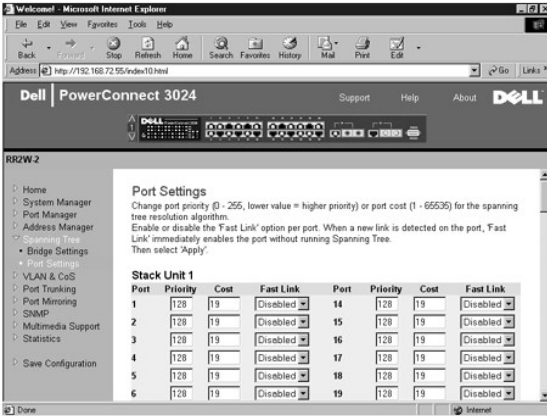 Welcome! - Microsoft Internet Explorer
File Edit View Favorites Tools Help
Back Forward Stop Refresh Home Search Favorites History Mail Print Edit
Address http://192.168.72.55/index10.html Go Links »
Dell PowerConnect 3024 Support Help About DELL
1 DELL
RR2W-2
Home
System Manager
Port Manager
Address Manager
Spanning Tree
• Bridge Settings
• Port Settings
VLAN & CoS
Port Trunking
Port Mirroring
SNMP
Multimedia Support
Statistics
Save Configuration
Port Settings
Change port priority (0 - 255, lower value = higher priority) or port cost (1 - 65535) for the spanning
tree resolution algorithm.
Enable or disable the 'Fast Link' option per port. When a new link is detected on the port, 'Fast
Link' immediately enables the port without running Spanning Tree.
Then select 'Apply'.
Stack Unit 1
Port Priority Cost Fast Link Port Priority Cost Fast Link
1 128 19 Disabled 14 128 19 Disabled
2 128 19 Disabled 15 128 19 Disabled
3 128 19 Disabled 16 128 19 Disabled
4 128 19 Disabled 17 128 19 Disabled
5 128 19 Disabled 18 128 19 Disabled
6 128 19 Disabled 19 128 19 Disabled
Done Internet